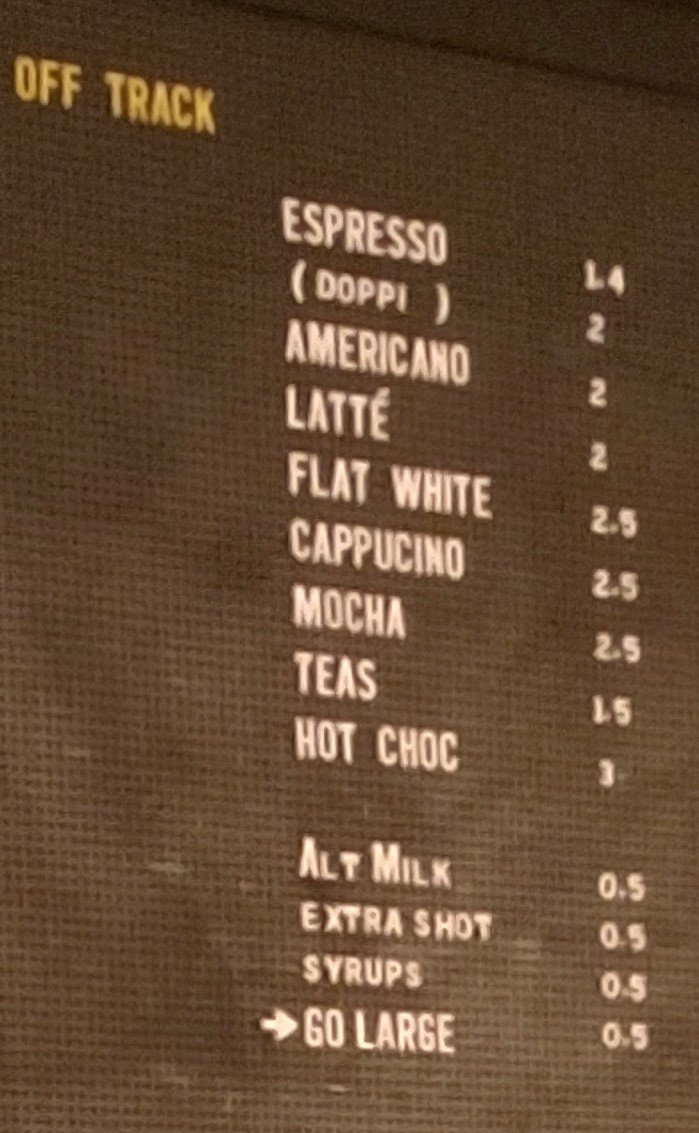 OFF TRACK
ESPRESSO 1.4
(DOPPI ) 2
AMERICANO 2
LATTÉ 2
FLAT WHITE 2.5
CAPPUCINO 2.5
MOCHA 2.5
TEAS 1.5
HOT CHOC 3
ALT MILK 0.5
EXTRA SHOT 0.5
SYRUPS 0.5
➔ GO LARGE 0.5